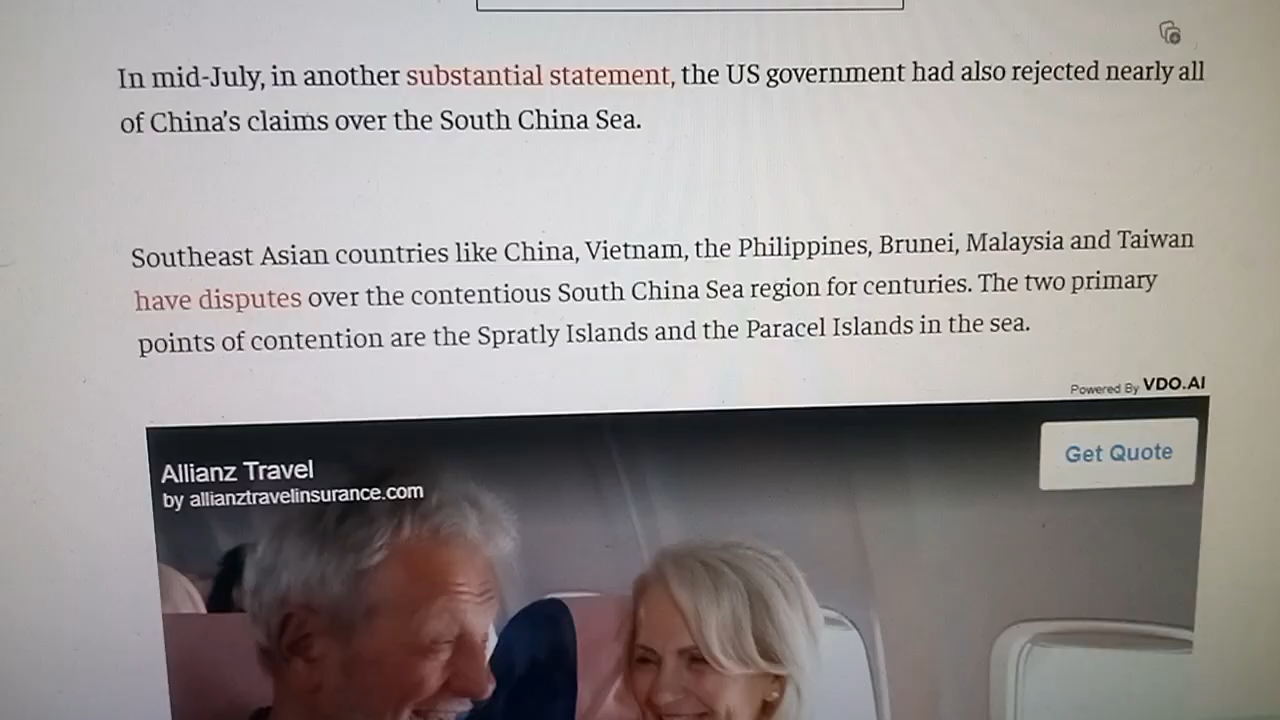 In mid-July, in another substantial statement, the US government had also rejected nearly all
of China's claims over the South China Sea.
Southeast Asian countries like China, Vietnam, the Philippines, Brunei, Malaysia and Taiwan
have disputes over the contentious South China Sea region for centuries. The two primary
points of contention are the Spratly Islands and the Paracel Islands in the sea.
Powered By VDO.AI
Allianz Travel
by allianztravelinsurance.com
Get Quote